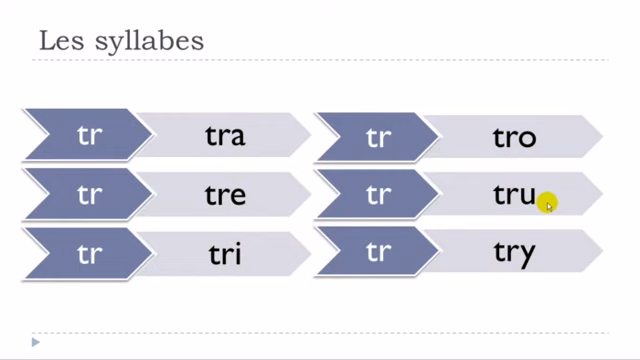 Les syllabes
tr tra
tr tre
tr tri
tr tro
tr tru
tr try